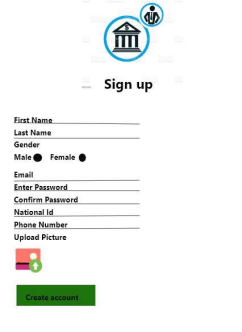 Sign up
First Name
Last Name
Gender
Male Female
Email
Enter Password
Confirm Password
National Id
Phone Number
Upload Picture
Create account